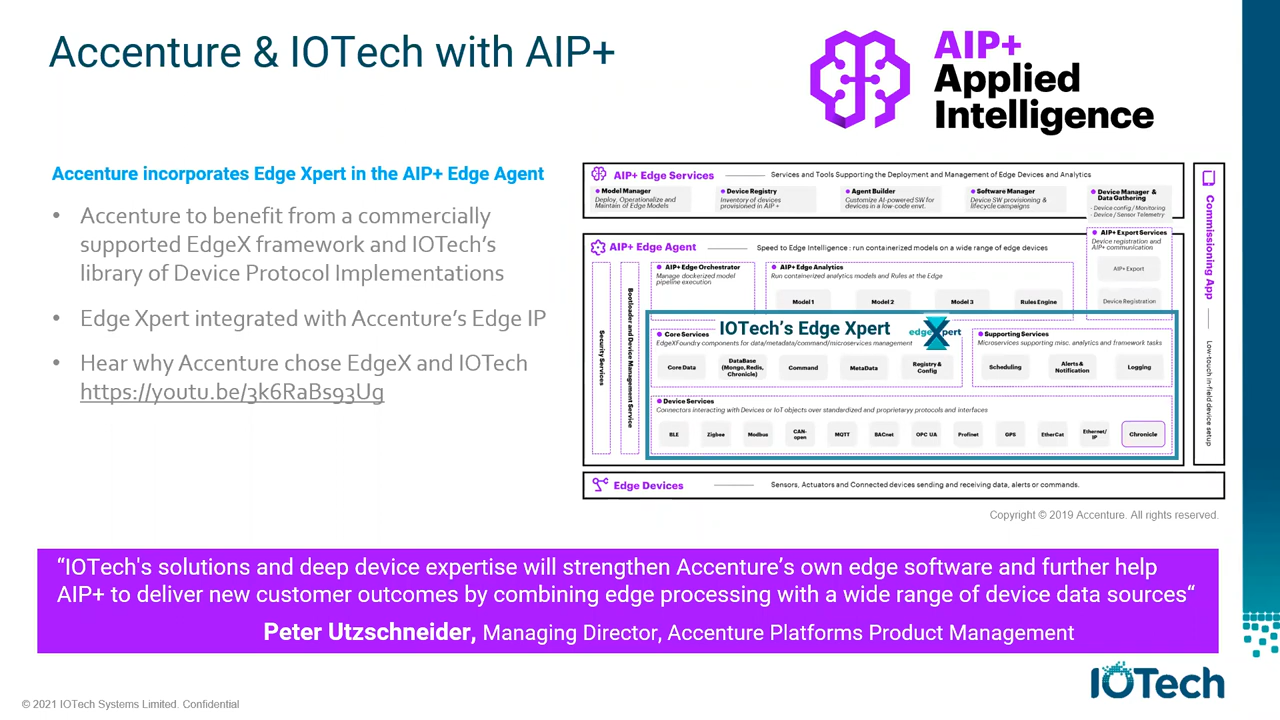 Accenture & IOTech with AIP+
AIP+
Applied
Intelligence
Accenture incorporates Edge Xpert in the AIP+ Edge Agent
• Accenture to benefit from a commercially
supported EdgeX framework and IOTech's
library of Device Protocol Implementations
• Edge Xpert integrated with Accenture's Edge IP
• Hear why Accenture chose EdgeX and IOTech
https://youtu.be/3k6RaBs93Ug
AIP+ Edge Services
Services and Tools Supporting the Deployment and Management of Edge Devices and Analytics
Model Manager
Deploy, Operationalize and
Maintain of Edge Models
Device Registry
Inventory of devices
provisioned in AIP +
Agent Builder
Customize AI-powered SW for
devices in a low-code envt.
Software Manager
Device SW provisioning &
lifecycle campaigns
Device Manager &
Data Gathering
- Device config / Monitoring
- Device / Sensor Telemetry
AIP+ Edge Agent
Speed to Edge Intelligence : run containerized models on a wide range of edge devices
Security Services
Bootloader and Device Management Service
AIP+ Edge Orchestrator
Manage dockerized model
pipeline execution
AIP+ Edge Analytics
Run containerized analytics models and Rules at the Edge
Model 1
Model 2
Model 3
Rules Engine
AIP+ Export Services
Device registration and
AIP+ communication
AIP+ Export
Device Registration
IOTech's Edge Xpert
edgeXpert
Core Services
EdgeXFoundry components for data/metadata/command/microservices management
Core Data
DataBase
(Mongo, Redis,
Chronicle)
Command
MetaData
Registry &
Config
Supporting Services
Microservices supporting misc. analytics and framework tasks
Scheduling
Alerts &
Notification
Logging
Device Services
Connectors interacting with Devices or IoT objects over standardized and proprietaryy protocols and interfaces
BLE
Zigbee
Modbus
CAN-
open
MQTT
BACnet
OPC UA
Profinet
GPS
EtherCat
Ethernet/
IP
Chronicle
Commissioning App
Low-touch in-field device setup
Edge Devices
Sensors, Actuators and Connected devices sending and receiving data, alerts or commands.
Copyright © 2019 Accenture. All rights reserved.
“IOTech's solutions and deep device expertise will strengthen Accenture's own edge software and further help
AIP+ to deliver new customer outcomes by combining edge processing with a wide range of device data sources“
Peter Utzschneider, Managing Director, Accenture Platforms Product Management
IOTech
© 2021 IOTech Systems Limited. Confidential